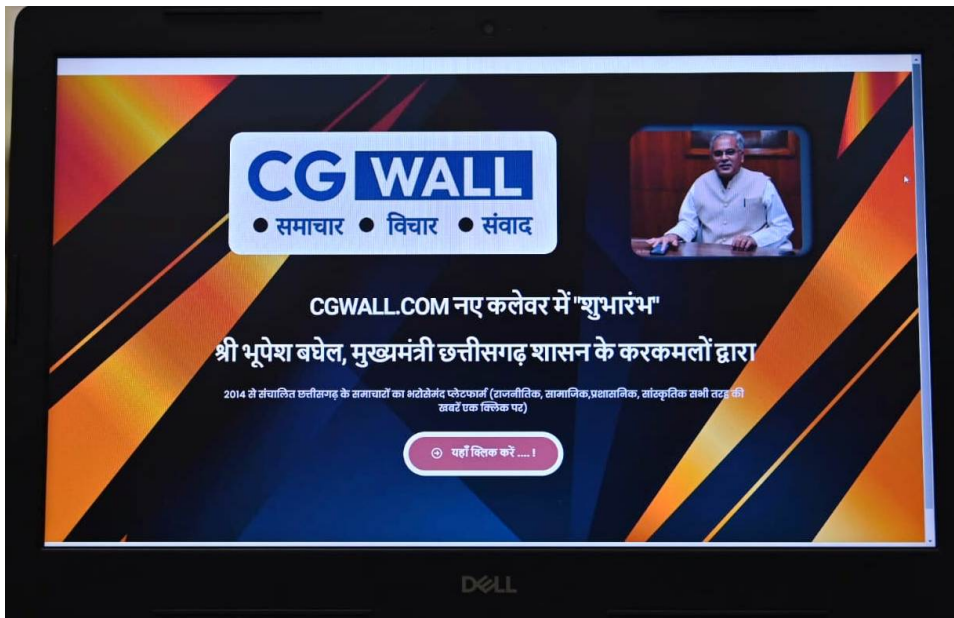 CG WALL
• समाचार • विचार • संवाद
CGWALL.COM नए कलेवर में "शुभारंभ"
श्री भूपेश बघेल, मुख्यमंत्री छत्तीसगढ़ शासन के करकमलों द्वारा
2014 से संचालित छत्तीसगढ़ के समाचारों का भरोसेमंद प्लेटफार्म (राजनीतिक, सामाजिक,प्रशासनिक, सांस्कृतिक सभी तरह की
खबरें एक क्लिक पर)
यहाँ क्लिक करें .... !
DELL